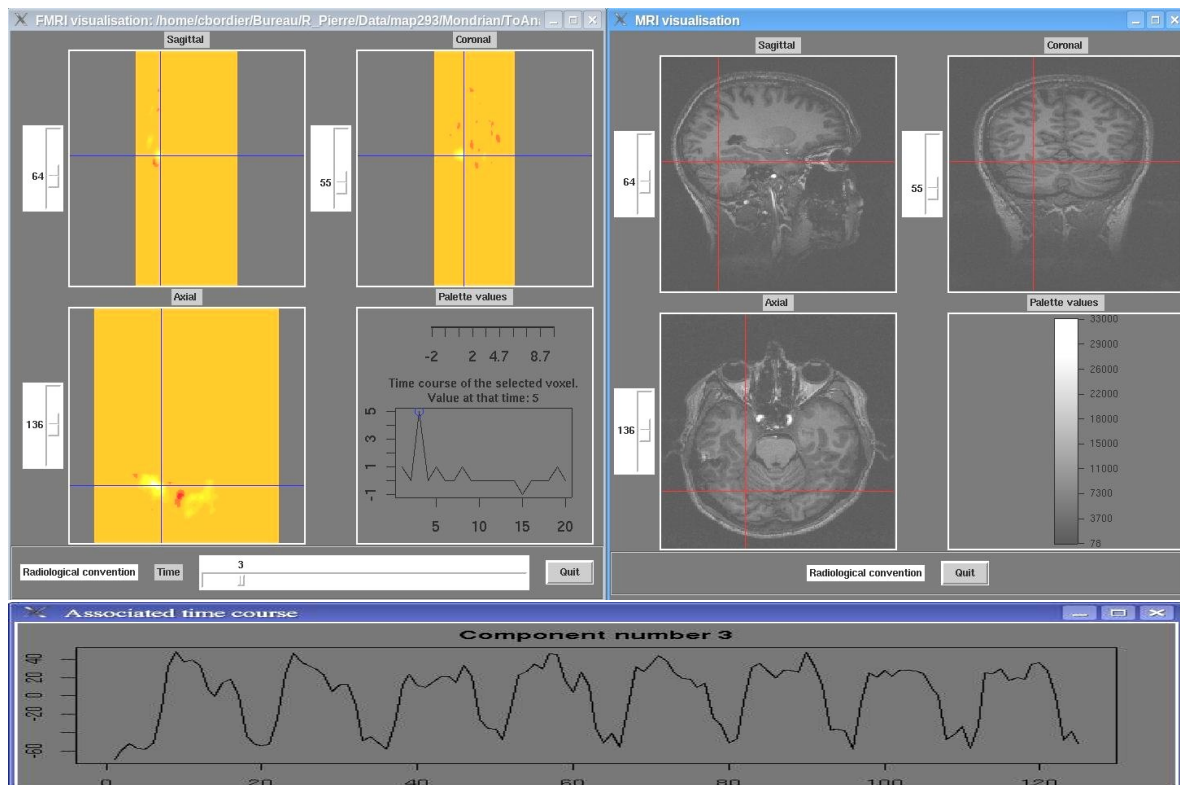 FMRI visualisation: /home/cbordier/Bureau/R_Pierre/Data/map293/Mondrian/ToAn
Sagittal
Coronal
64
55
Axial
Palette values
136
-2 2 4.7 8.7
Time course of the selected voxel.
Value at that time: 5
5
3
1
-1
5 10 15 20
Radiological convention
Time
3
Quit
MRI visualisation
Sagittal
Coronal
64
55
Axial
Palette values
136
33000
29000
26000
22000
18000
15000
11000
7300
3700
78
Radiological convention
Quit
Associated time course
Component number 3
40
20
0
-20
-60
0 20 40 60 80 100 120